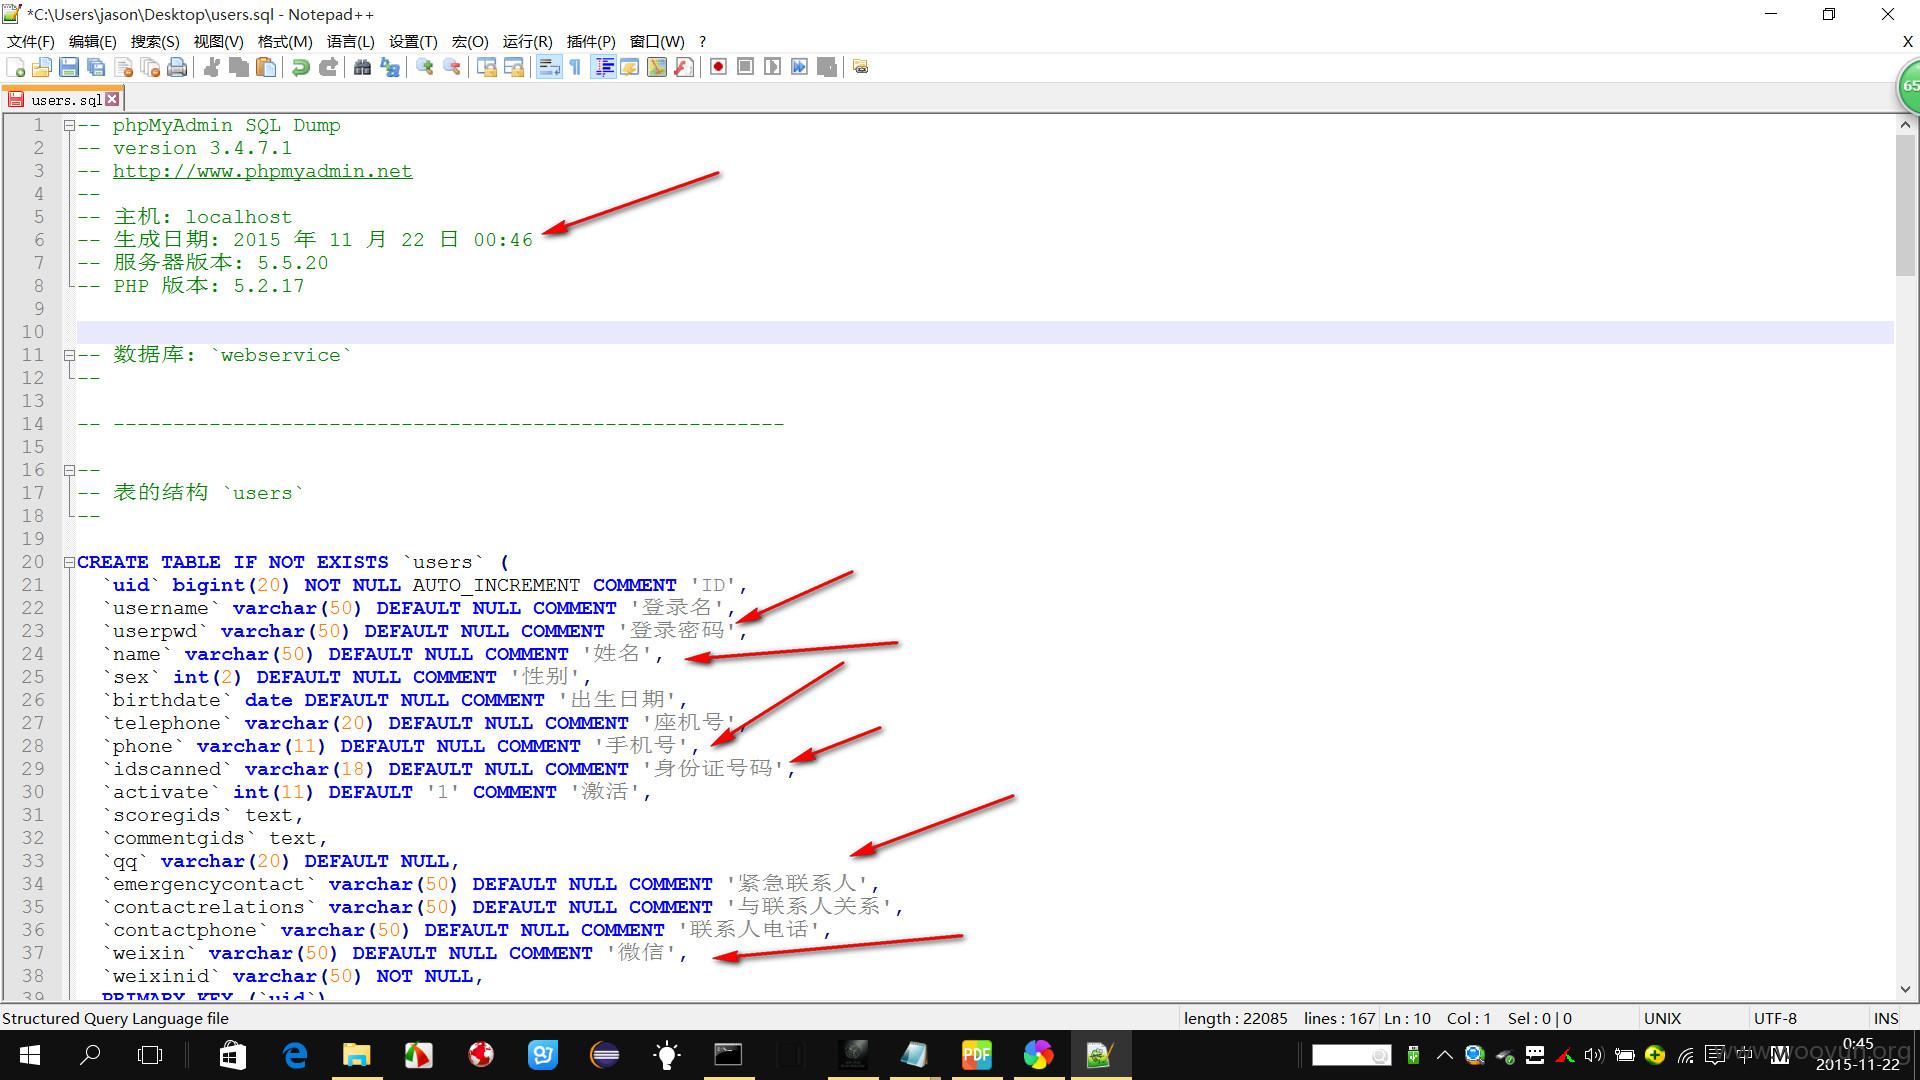 *C:\Users\jason\Desktop\users.sql - Notepad++
文件(F) 编辑(E) 搜索(S) 视图(V) 格式(M) 语言(L) 设置(T) 宏(O) 运行(R) 插件(P) 窗口(W) ?
X
65
users.sql
1 -- phpMyAdmin SQL Dump
2 -- version 3.4.7.1
3 -- http://www.phpmyadmin.net
4 --
5 -- 主机: localhost
6 -- 生成日期: 2015 年 11 月 22 日 00:46
7 -- 服务器版本: 5.5.20
8 -- PHP 版本: 5.2.17
9
10
11 -- 数据库: `webservice`
12 --
13
14 -- --------------------------------------------------------
15
16 --
17 -- 表的结构 `users`
18 --
19
20 CREATE TABLE IF NOT EXISTS `users` (
21 `uid` bigint(20) NOT NULL AUTO_INCREMENT COMMENT 'ID',
22 `username` varchar(50) DEFAULT NULL COMMENT '登录名',
23 `userpwd` varchar(50) DEFAULT NULL COMMENT '登录密码',
24 `name` varchar(50) DEFAULT NULL COMMENT '姓名',
25 `sex` int(2) DEFAULT NULL COMMENT '性别',
26 `birthdate` date DEFAULT NULL COMMENT '出生日期',
27 `telephone` varchar(20) DEFAULT NULL COMMENT '座机号',
28 `phone` varchar(11) DEFAULT NULL COMMENT '手机号',
29 `idscanned` varchar(18) DEFAULT NULL COMMENT '身份证号码',
30 `activate` int(11) DEFAULT '1' COMMENT '激活',
31 `scoregids` text,
32 `commentgids` text,
33 `qq` varchar(20) DEFAULT NULL,
34 `emergencycontact` varchar(50) DEFAULT NULL COMMENT '紧急联系人',
35 `contactrelations` varchar(50) DEFAULT NULL COMMENT '与联系人关系',
36 `contactphone` varchar(50) DEFAULT NULL COMMENT '联系人电话',
37 `weixin` varchar(50) DEFAULT NULL COMMENT '微信',
38 `weixinid` varchar(50) NOT NULL,
39 PRIMARY KEY (`uid`)
Structured Query Language file length : 22085 lines : 167 Ln : 10 Col : 1 Sel : 0 | 0 UNIX UTF-8 INS
PDF
中 M
0:45
www.wooyun.org
2015-11-22